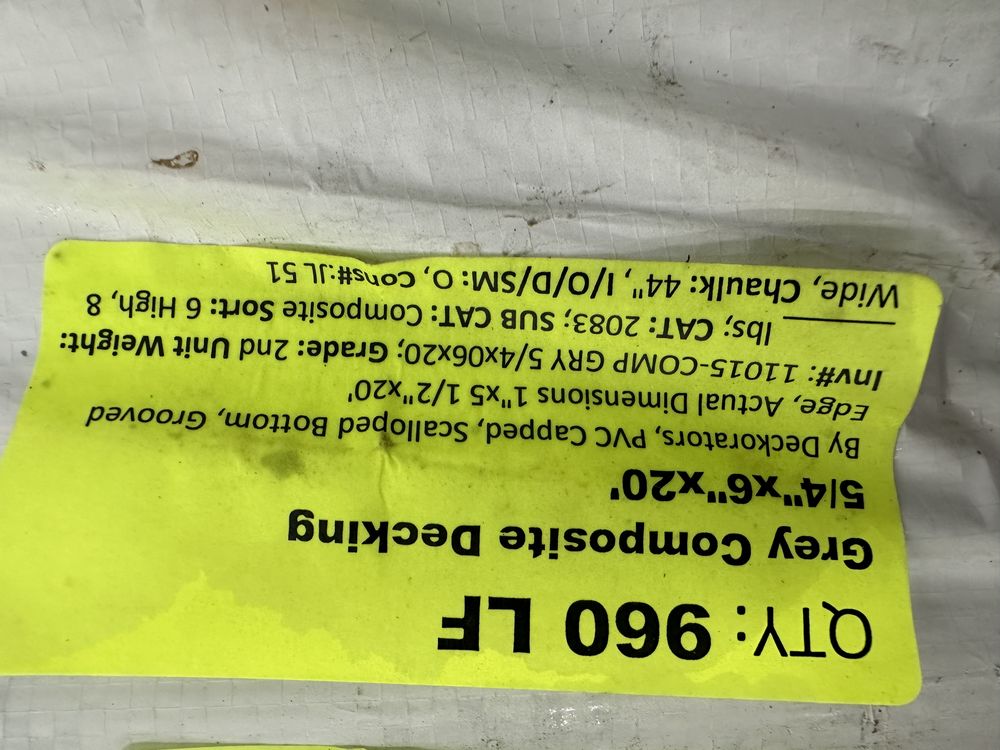 QTY: 960 LF
Grey Composite Decking
5/4"x6"x20'
By Deckorators, PVC Capped, Scalloped Bottom, Grooved
Edge, Actual Dimensions 1"x5 1/2"x20'
Inv#: 11015-COMP GRY 5/4x06x20; Grade: 2nd Unit Weight:
lbs; CAT: 2083; SUB CAT: Composite Sort: 6 High, 8
Wide, Chaulk: 44", I/O/D/SM: O, Cons#:JL 51